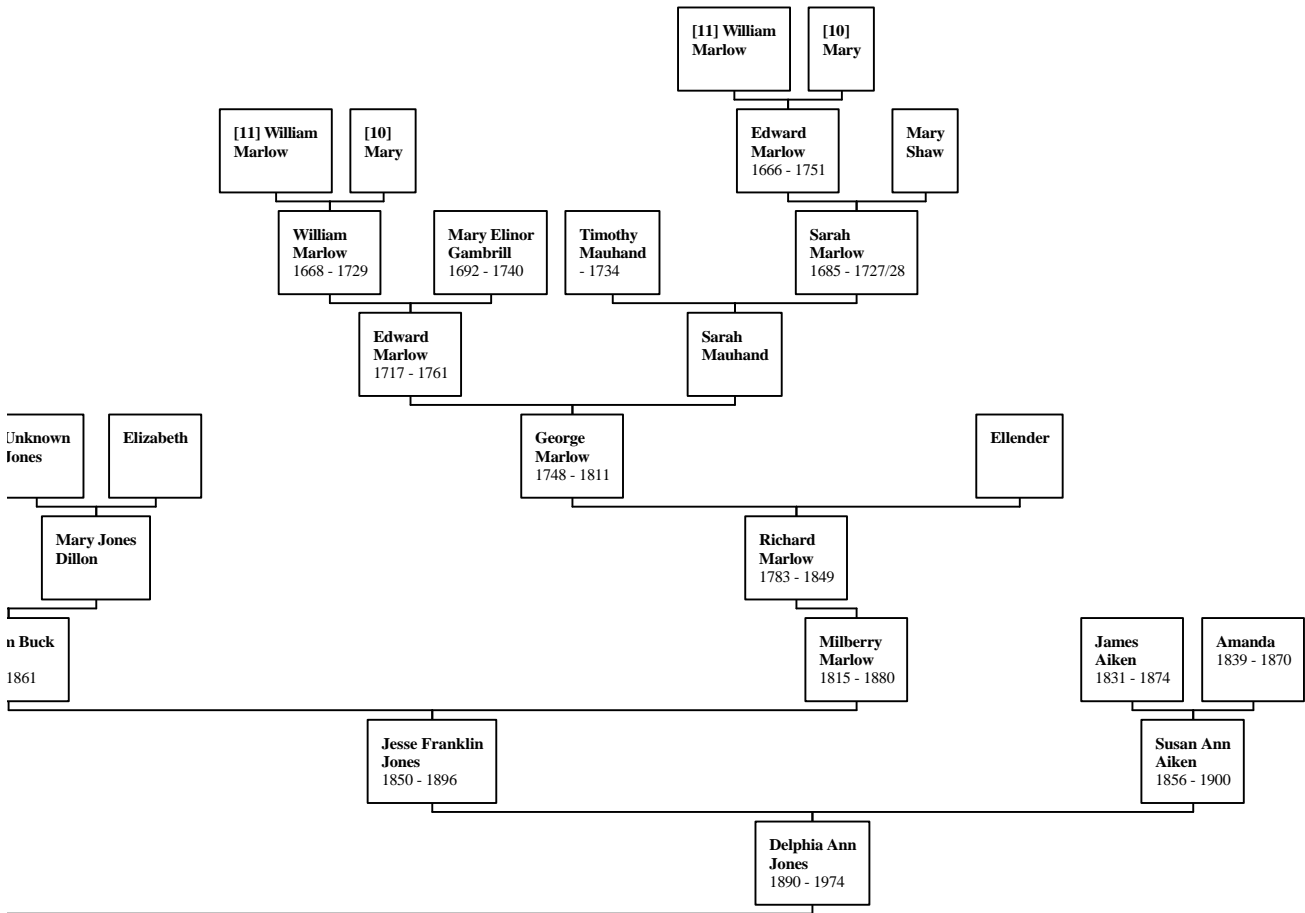 [11] William
Marlow
[10]
Mary
[11] William
Marlow
[10]
Mary
Edward
Marlow
1666 - 1751
Mary
Shaw
William
Marlow
1668 - 1729
Mary Elinor
Gambrill
1692 - 1740
Timothy
Mauhand
- 1734
Sarah
Marlow
1685 - 1727/28
Edward
Marlow
1717 - 1761
Sarah
Mauhand
Unknown
Jones
Elizabeth
George
Marlow
1748 - 1811
Ellender
Mary Jones
Dillon
Richard
Marlow
1783 - 1849
m Buck
1861
Milberry
Marlow
1815 - 1880
James
Aiken
1831 - 1874
Amanda
1839 - 1870
Jesse Franklin
Jones
1850 - 1896
Susan Ann
Aiken
1856 - 1900
Delphia Ann
Jones
1890 - 1974